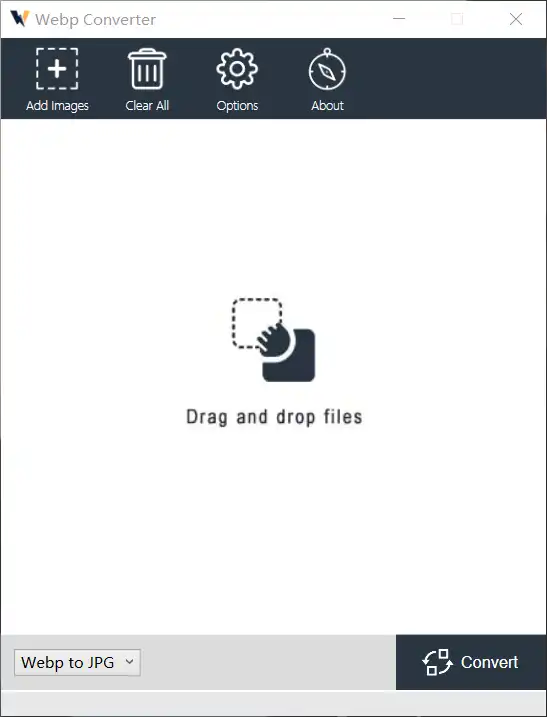 Webp Converter
Add Images Clear All Options About
Drag and drop files
Webp to JPG Convert